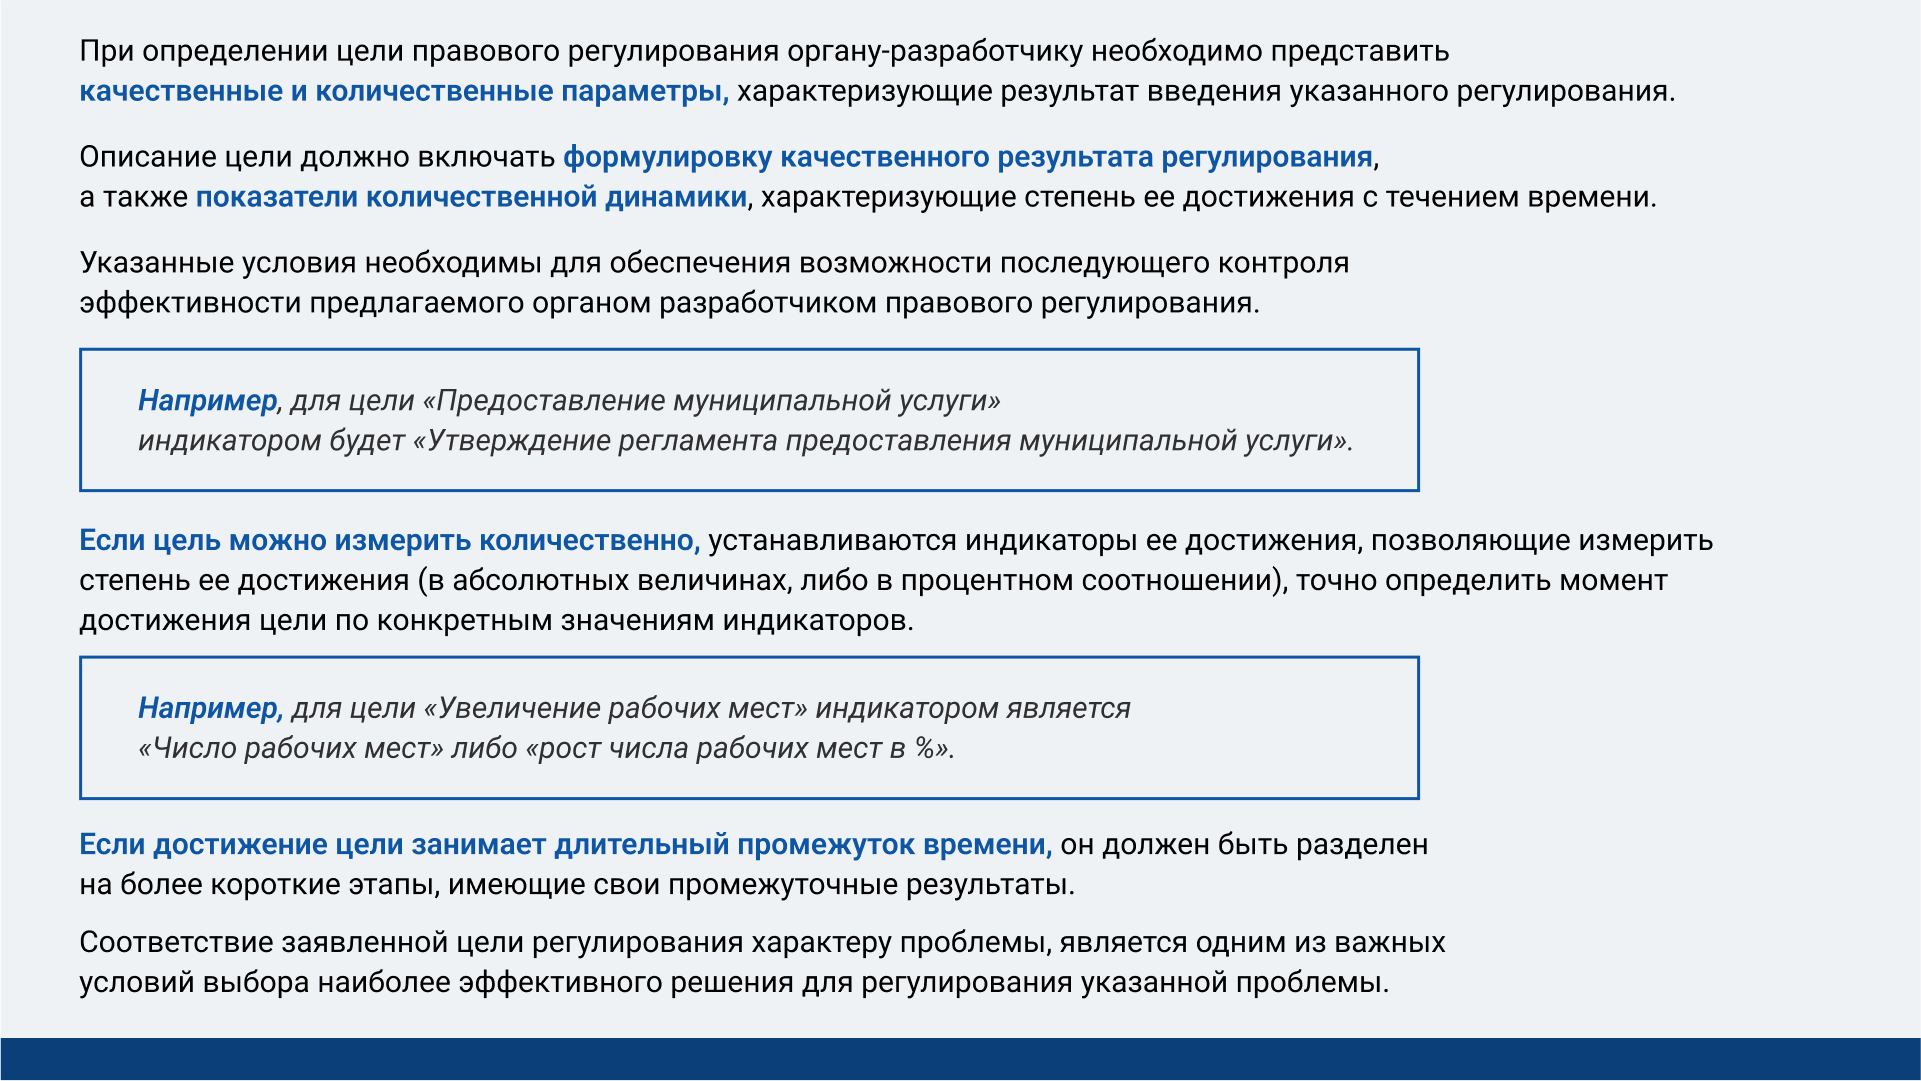 При определении цели правового регулирования органу-разработчику необходимо представить
качественные и количественные параметры, характеризующие результат введения указанного регулирования.
Описание цели должно включать формулировку качественного результата регулирования,
а также показатели количественной динамики, характеризующие степень ее достижения с течением времени.
Указанные условия необходимы для обеспечения возможности последующего контроля
эффективности предлагаемого органом разработчиком правового регулирования.
Например, для цели «Предоставление муниципальной услуги»
индикатором будет «Утверждение регламента предоставления муниципальной услуги».
Если цель можно измерить количественно, устанавливаются индикаторы ее достижения, позволяющие измерить
степень ее достижения (в абсолютных величинах, либо в процентном соотношении), точно определить момент
достижения цели по конкретным значениям индикаторов.
Например, для цели «Увеличение рабочих мест» индикатором является
«Число рабочих мест» либо «рост числа рабочих мест в %».
Если достижение цели занимает длительный промежуток времени, он должен быть разделен
на более короткие этапы, имеющие свои промежуточные результаты.
Соответствие заявленной цели регулирования характеру проблемы, является одним из важных
условий выбора наиболее эффективного решения для регулирования указанной проблемы.